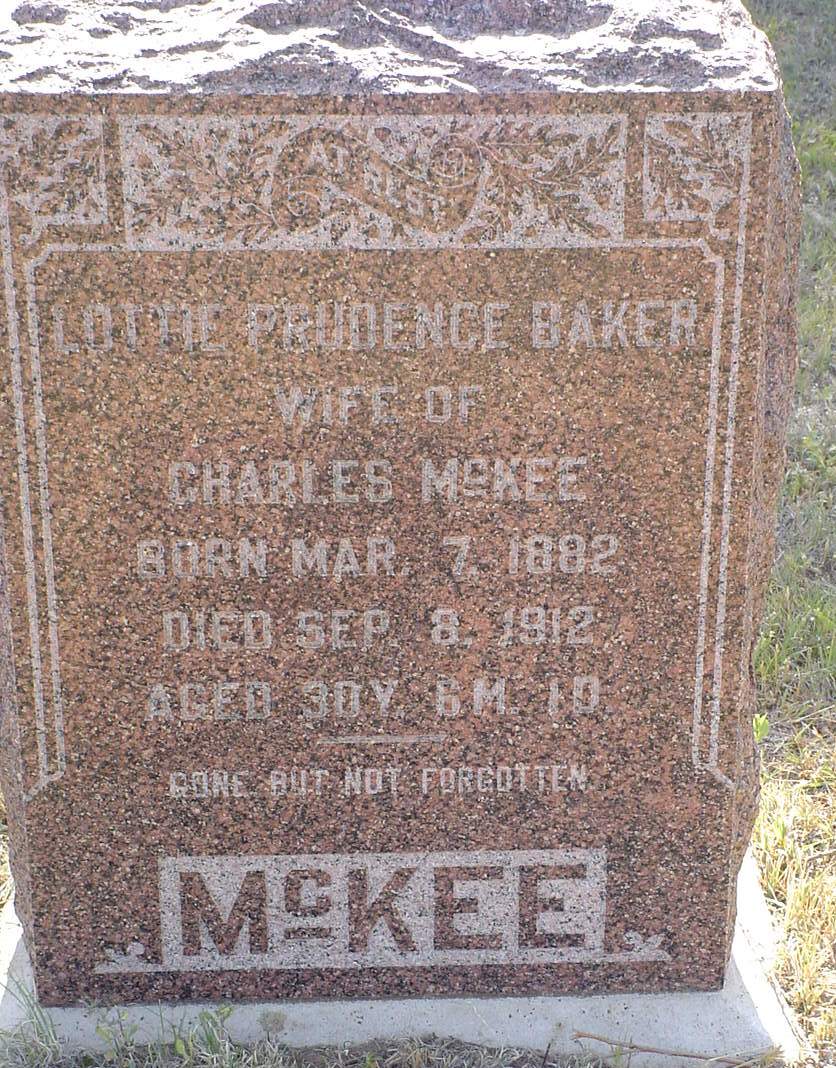 AT REST
LOTTIE PRUDENCE BAKER
WIFE OF
CHARLES McKEE
BORN MAR. 7, 1882
DIED SEP. 8, 1912
AGED 30Y. 6M. 1D
GONE BUT NOT FORGOTTEN.
McKEE